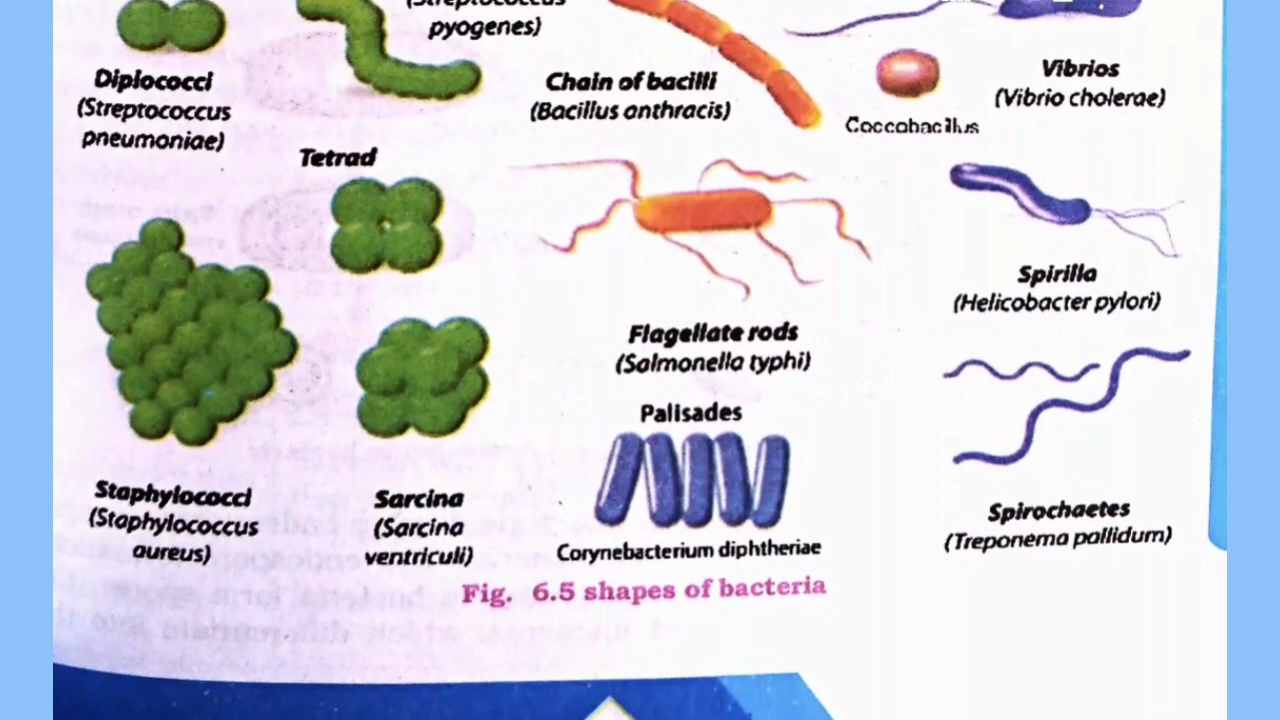 pyogenes)
Diplococci
(Streptococcus
pneumoniae)
Chain of bacilli
(Bacillus anthracis)
Vibrios
(Vibrio cholerae)
Coccobacillus
Tetrad
Spirilla
(Helicobacter pylori)
Flagellate rods
(Salmonella typhi)
Palisades
Staphylococci
(Staphylococcus
aureus)
Sarcina
(Sarcina
ventriculi)
Corynebacterium diphtheriae
Spirochaetes
(Treponema pallidum)
Fig. 6.5 shapes of bacteria